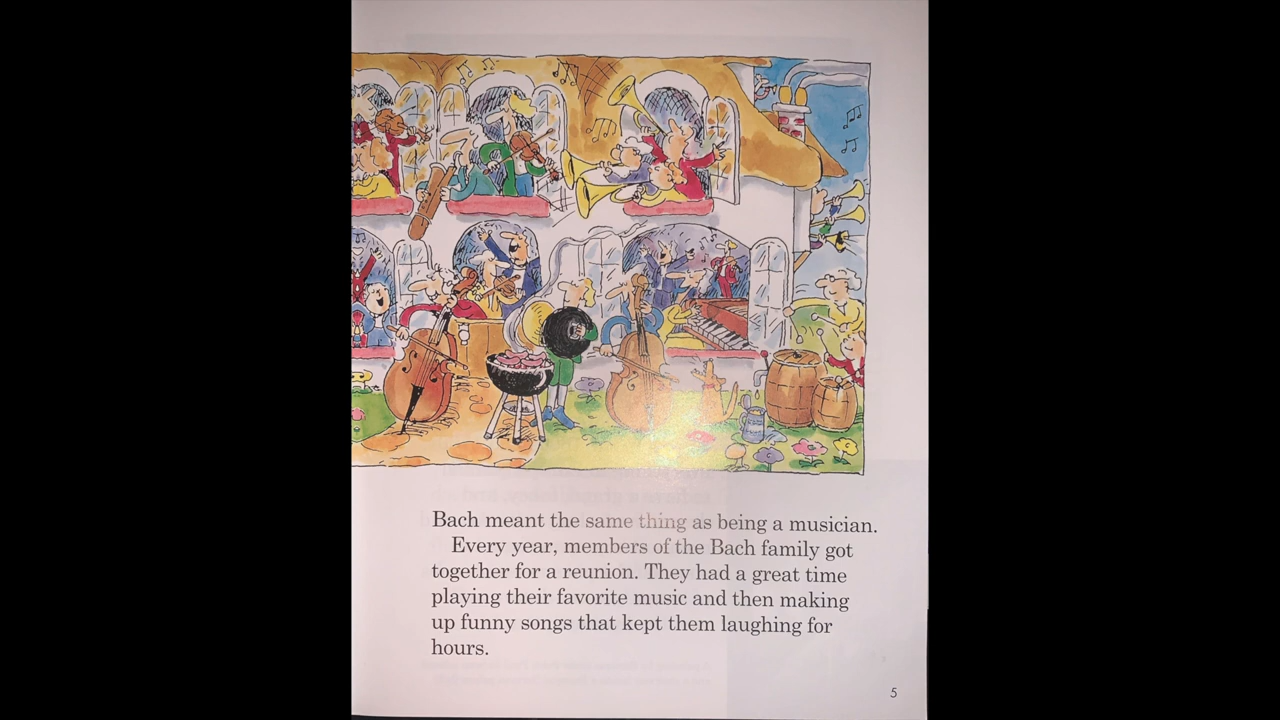 Bach meant the same thing as being a musician.
Every year, members of the Bach family got
together for a reunion. They had a great time
playing their favorite music and then making
up funny songs that kept them laughing for
hours.
5